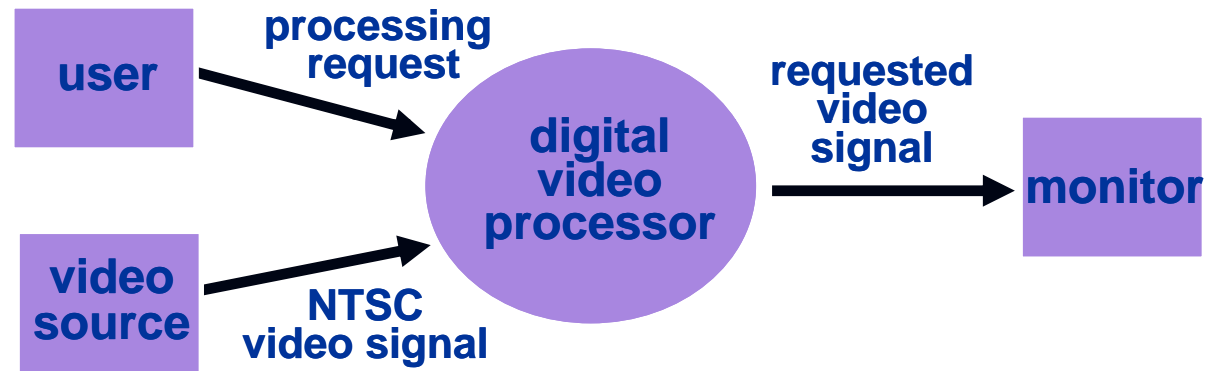 user
processing
request
digital
video
processor
requested
video
signal
monitor
video
source
NTSC
video signal